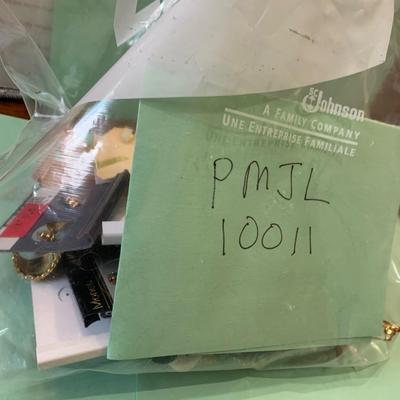 SC Johnson
A FAMILY COMPANY
UNE ENTREPRISE FAMILIALE
PMJL
10011